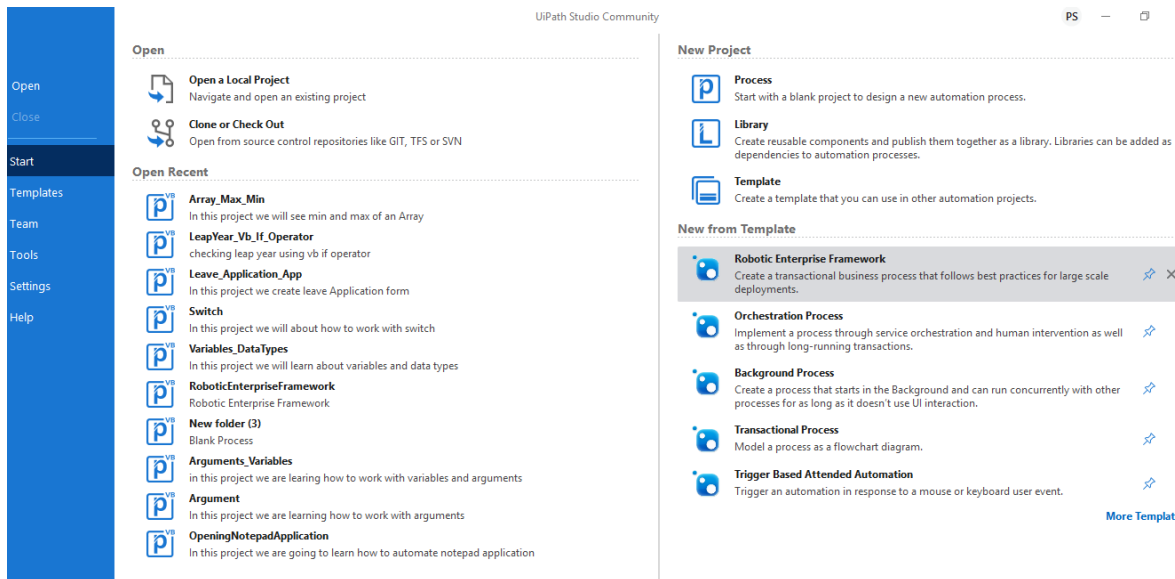 UiPath Studio Community
PS
Open
Close
Start
Templates
Team
Tools
Settings
Help
Open
Open a Local Project
Navigate and open an existing project
Clone or Check Out
Open from source control repositories like GIT, TFS or SVN
Open Recent
VB
Array_Max_Min
In this project we will see min and max of an Array
VB
LeapYear_Vb_If_Operator
checking leap year using vb if operator
VB
Leave_Application_App
In this project we create leave Application form
VB
Switch
In this project we will about how to work with switch
VB
Variables_DataTypes
In this project we will learn about variables and data types
VB
RoboticEnterpriseFramework
Robotic Enterprise Framework
VB
New folder (3)
Blank Process
VB
Arguments_Variables
in this project we are learing how to work with variables and arguments
VB
Argument
In this project we are learning how to work with arguments
VB
OpeningNotepadApplication
In this project we are going to learn how to automate notepad application
New Project
Process
Start with a blank project to design a new automation process.
Library
Create reusable components and publish them together as a library. Libraries can be added as
dependencies to automation processes.
Template
Create a template that you can use in other automation projects.
New from Template
Robotic Enterprise Framework
Create a transactional business process that follows best practices for large scale
deployments.
Orchestration Process
Implement a process through service orchestration and human intervention as well
as through long-running transactions.
Background Process
Create a process that starts in the Background and can run concurrently with other
processes for as long as it doesn't use UI interaction.
Transactional Process
Model a process as a flowchart diagram.
Trigger Based Attended Automation
Trigger an automation in response to a mouse or keyboard user event.
More Templat